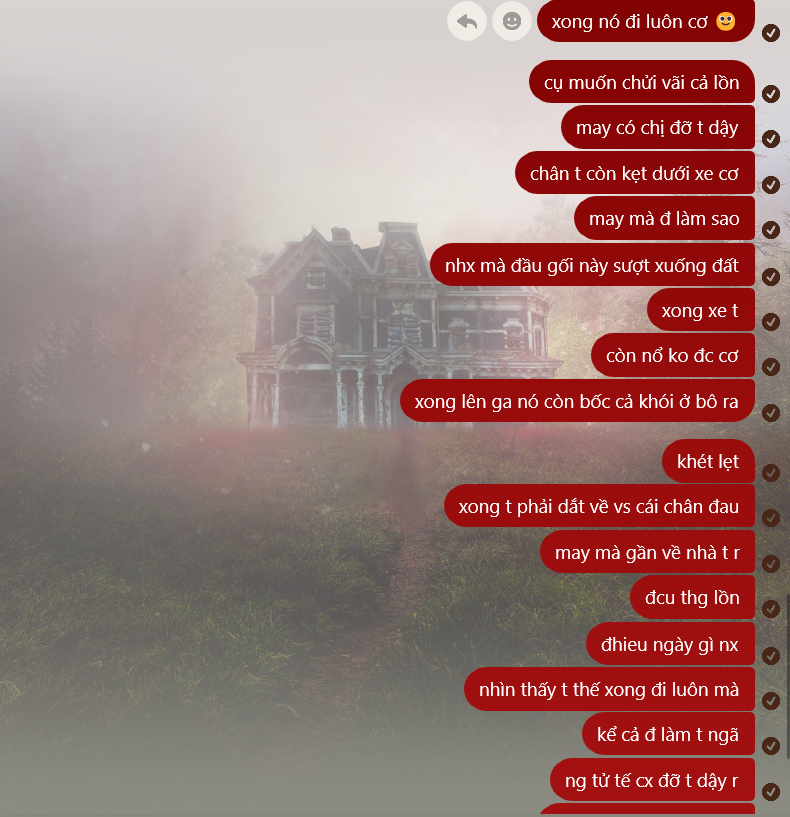 xong nó đi luôn cơ 🙂
cụ muốn chửi vãi cả lồn
may có chị đỡ t dậy
chân t còn kẹt dưới xe cơ
may mà đ làm sao
nhx mà đầu gối này sượt xuống đất
xong xe t
còn nổ ko đc cơ
xong lên ga nó còn bốc cả khói ở bô ra
khét lẹt
xong t phải dắt về vs cái chân đau
may mà gần về nhà t r
đcu thg lồn
đhieu ngày gì nx
nhìn thấy t thế xong đi luôn mà
kể cả đ làm t ngã
ng tử tế cx đỡ t dậy r